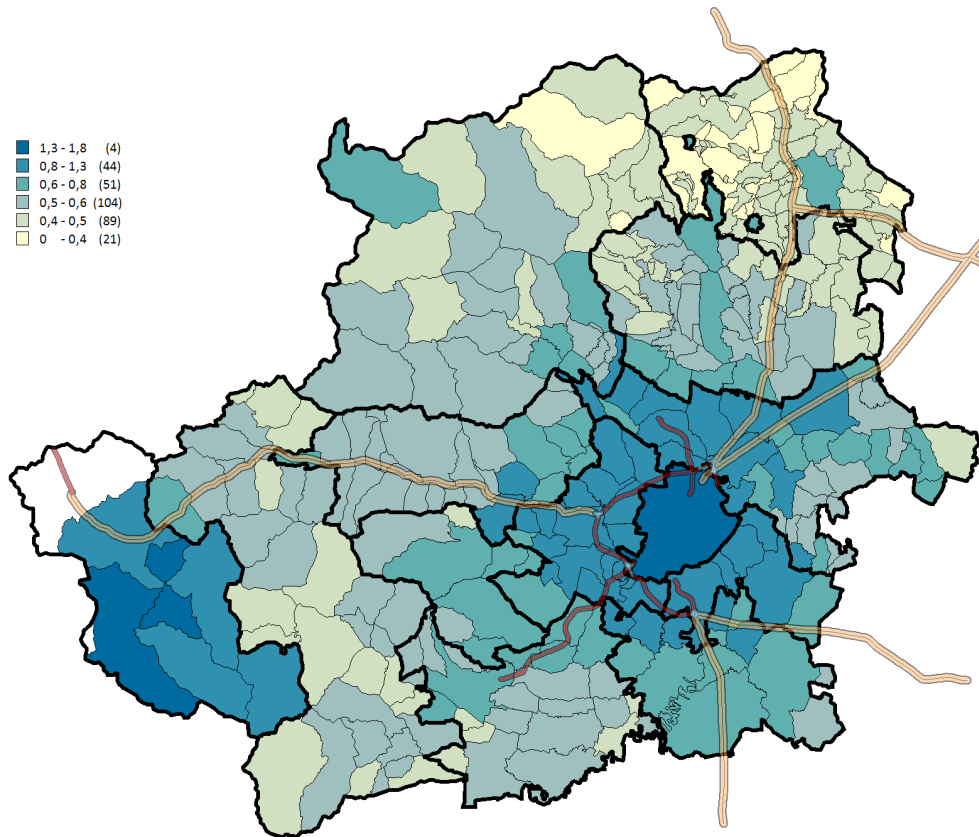 1,3 - 1,8 (4)
0,8 - 1,3 (44)
0,6 - 0,8 (51)
0,5 - 0,6 (104)
0,4 - 0,5 (89)
0 - 0,4 (21)